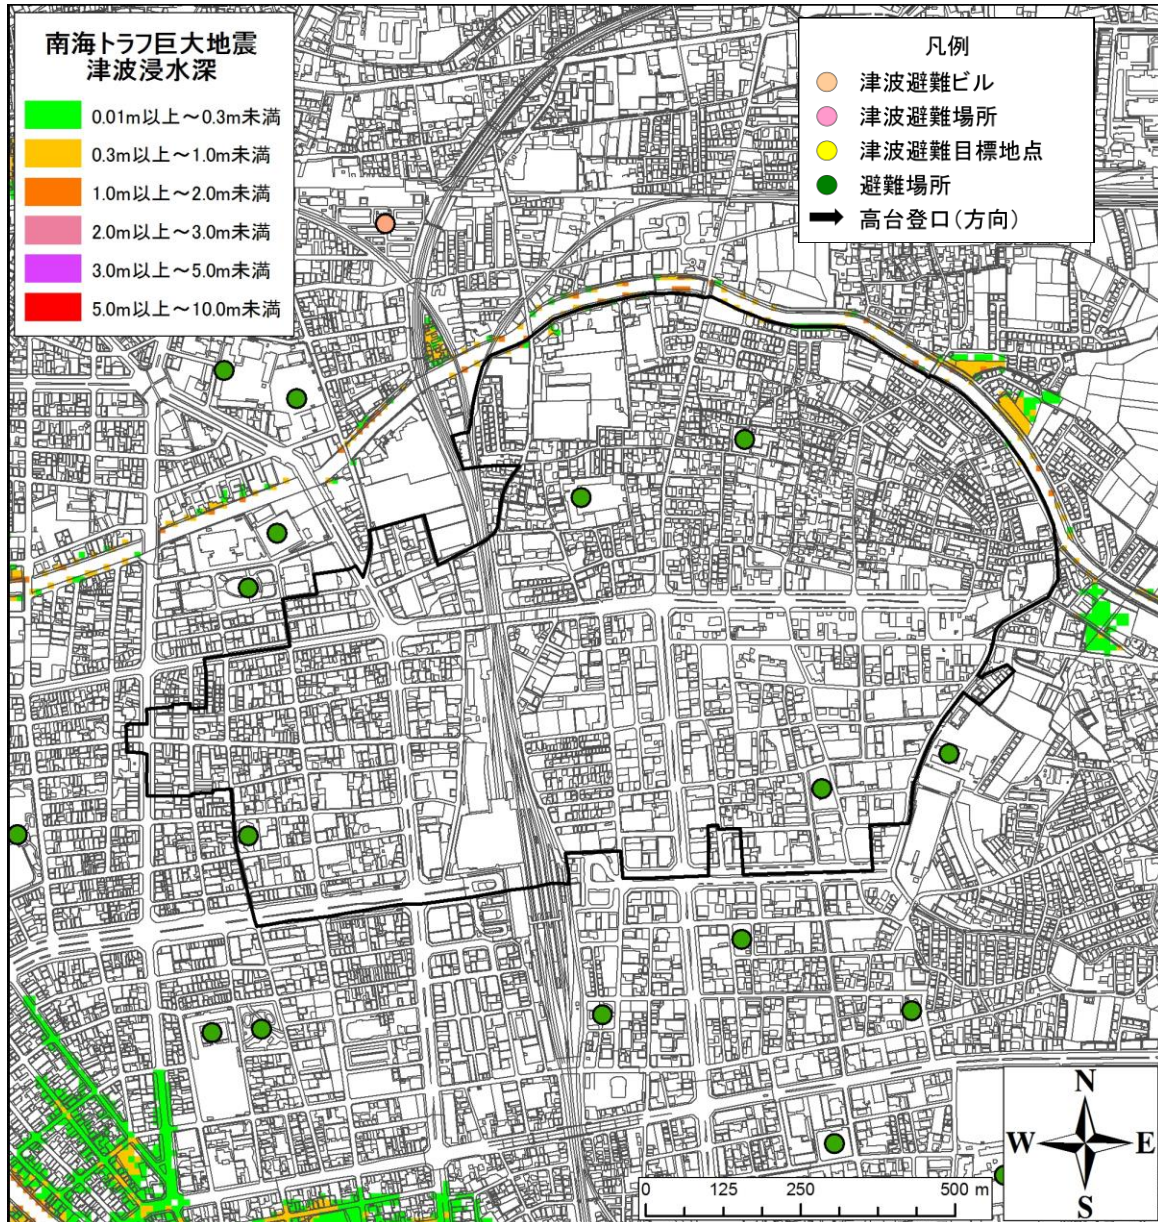 南海トラフ巨大地震
津波浸水深
0.01m以上～0.3m未満
0.3m以上～1.0m未満
1.0m以上～2.0m未満
2.0m以上～3.0m未満
3.0m以上～5.0m未満
5.0m以上～10.0m未満
凡例
津波避難ビル
津波避難場所
津波避難目標地点
避難場所
高台登口(方向)
N
W E
S
0 125 250 500 m